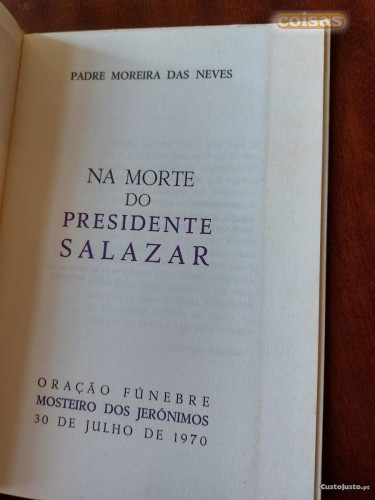 coisas
PADRE MOREIRA DAS NEVES
NA MORTE
DO
PRESIDENTE
SALAZAR
ORAÇÃO FÚNEBRE
MOSTEIRO DOS JERÓNIMOS
30 DE JULHO DE 1970
CustoJusto.pt